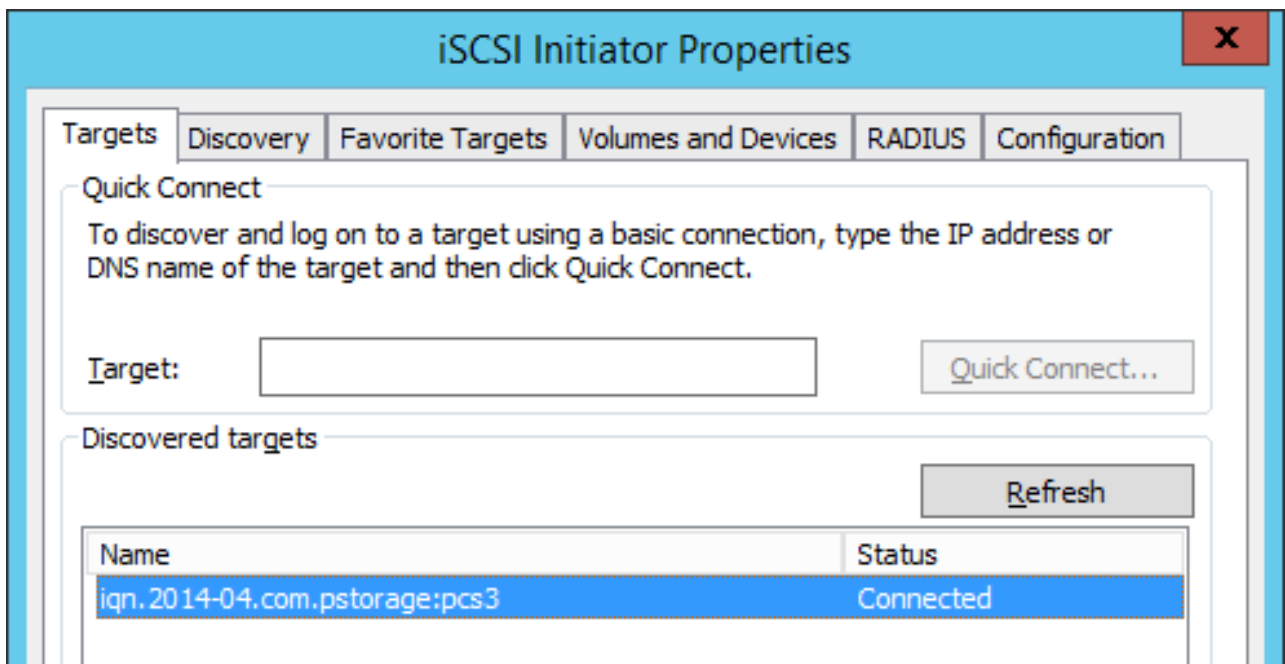 iSCSI Initiator Properties
x
Targets Discovery Favorite Targets Volumes and Devices RADIUS Configuration
Quick Connect
To discover and log on to a target using a basic connection, type the IP address or
DNS name of the target and then click Quick Connect.
Target: Quick Connect...
Discovered targets
Refresh
Name Status
iqn.2014-04.com.pstorage:pcs3 Connected